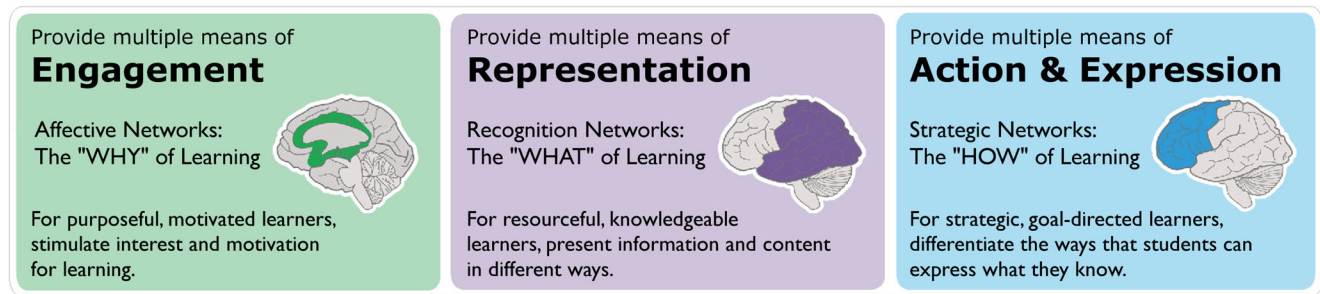 Provide multiple means of
Engagement
Affective Networks:
The "WHY" of Learning
For purposeful, motivated learners,
stimulate interest and motivation
for learning.
Provide multiple means of
Representation
Recognition Networks:
The "WHAT" of Learning
For resourceful, knowledgeable
learners, present information and content
in different ways.
Provide multiple means of
Action & Expression
Strategic Networks:
The "HOW" of Learning
For strategic, goal-directed learners,
differentiate the ways that students can
express what they know.